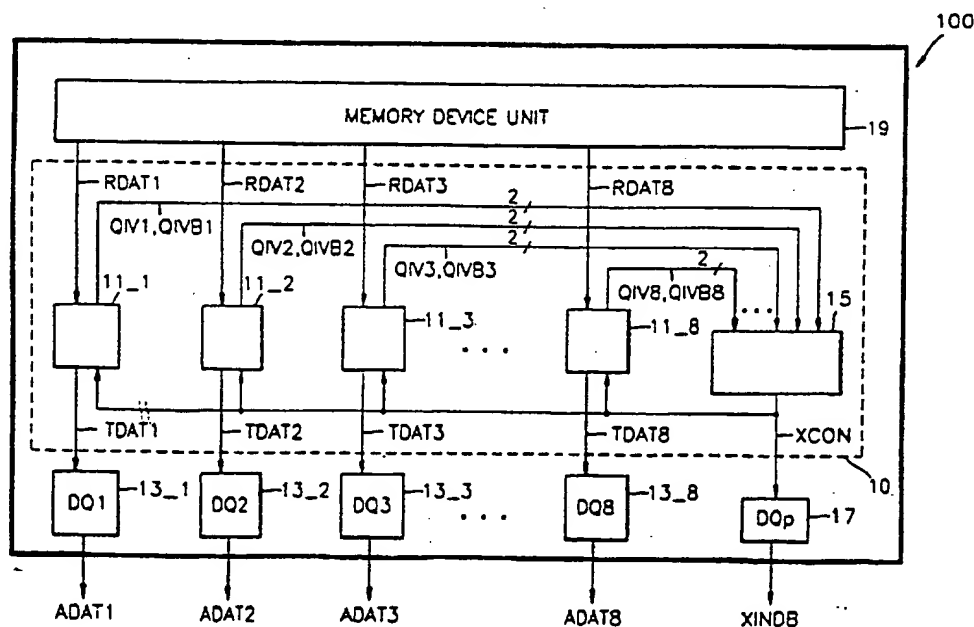 100
MEMORY DEVICE UNIT
19
RDAT1 RDAT2 RDAT3 RDAT8
2
QIV1,QIVB1
2
QIV2,QIVB2
2
QIV3,QIVB3
2
QIV8,QIVB8
11_1 11_2 11_3 ... 11_8 ... 15
TDAT1 TDAT2 TDAT3 TDAT8 XCON
10
DQ1 13_1 DQ2 13_2 DQ3 13_3 ... DQ8 13_8 DQp 17
ADAT1 ADAT2 ADAT3 ADAT8 XINDB